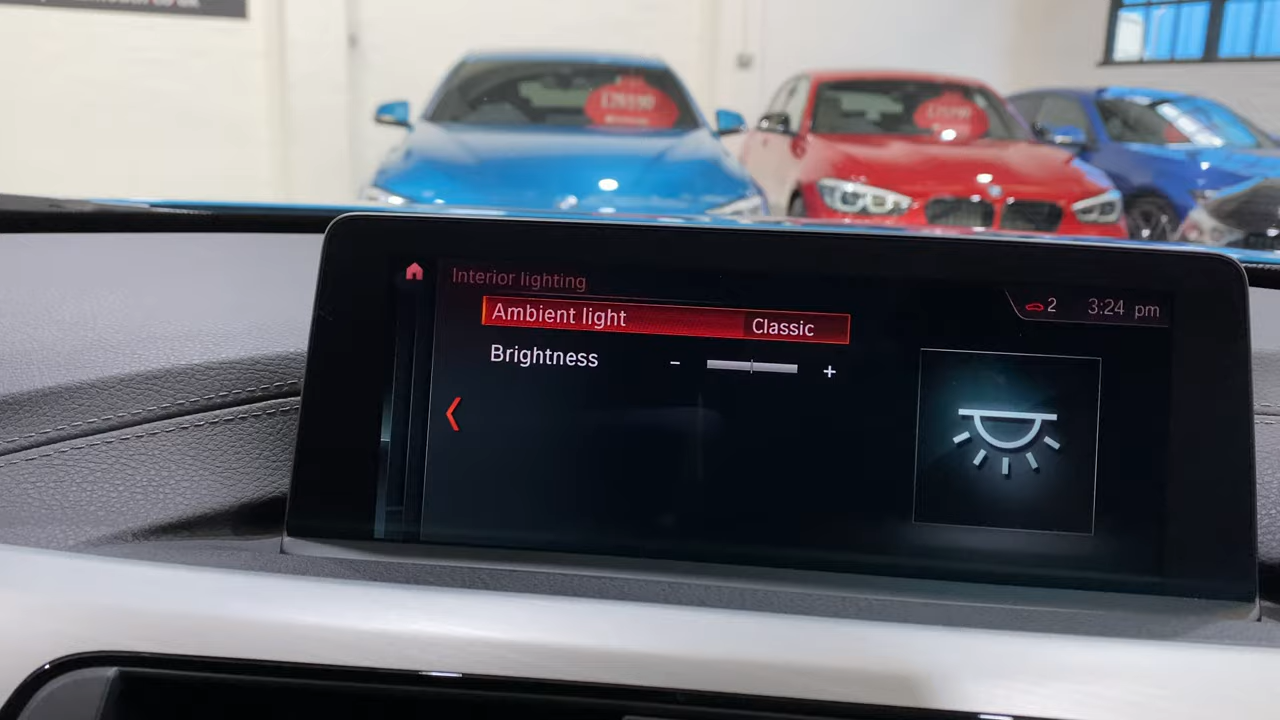 Interior lighting
2 3:24 pm
Ambient light Classic
Brightness - +